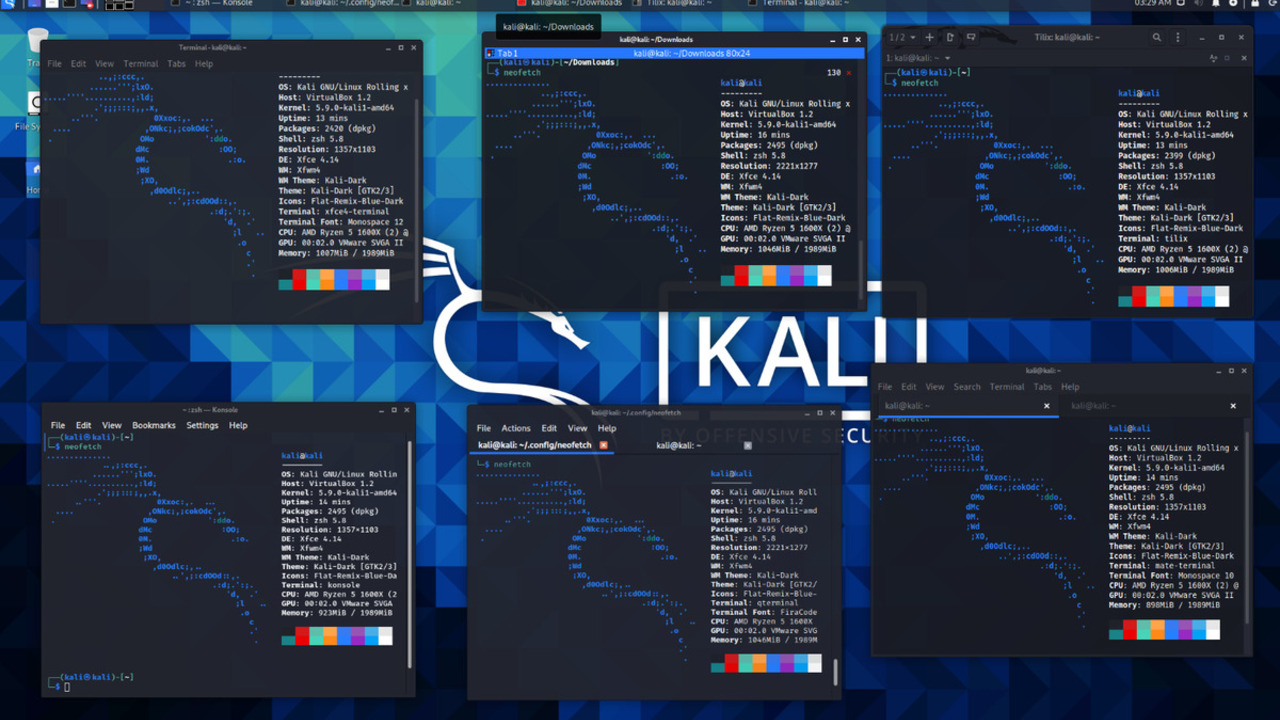 ~ : zsh — Konsole
kali@kali: ~/.config/neof...
kali@kali: ~
kali@kali: ~/Downloads
Tilix: kali@kali: ~
Terminal - kali@kali: ~
03:29 AM
kali@kali: ~/Downloads
Terminal - kali@kali: ~
File Edit View Terminal Tabs Help
---------
OS: Kali GNU/Linux Rolling x
Host: VirtualBox 1.2
Kernel: 5.9.0-kali1-amd64
Uptime: 13 mins
Packages: 2420 (dpkg)
Shell: zsh 5.8
Resolution: 1357x1103
DE: Xfce 4.14
WM: Xfwm4
WM Theme: Kali-Dark
Theme: Kali-Dark [GTK2/3]
Icons: Flat-Remix-Blue-Dark
Terminal: xfce4-terminal
Terminal Font: Monospace 12
CPU: AMD Ryzen 5 1600X (2) @
GPU: 00:02.0 VMware SVGA II
Memory: 1007MiB / 1989MiB
kali@kali: ~/Downloads
Tab 1
kali@kali: ~/Downloads 80x24
(kali㉿kali)-[~/Downloads]
$ neofetch
130 ⨯
kali@kali
---------
OS: Kali GNU/Linux Rolling x
Host: VirtualBox 1.2
Kernel: 5.9.0-kali1-amd64
Uptime: 16 mins
Packages: 2495 (dpkg)
Shell: zsh 5.8
Resolution: 2221x1277
DE: Xfce 4.14
WM: Xfwm4
WM Theme: Kali-Dark
Theme: Kali-Dark [GTK2/3]
Icons: Flat-Remix-Blue-Dark
CPU: AMD Ryzen 5 1600X (2) @
GPU: 00:02.0 VMware SVGA II
Memory: 1046MiB / 1989MiB
1 / 2
Tilix: kali@kali: ~
1: kali@kali: ~
(kali㉿kali)-[~]
$ neofetch
kali@kali
---------
OS: Kali GNU/Linux Rolling x
Host: VirtualBox 1.2
Kernel: 5.9.0-kali1-amd64
Uptime: 13 mins
Packages: 2399 (dpkg)
Shell: zsh 5.8
Resolution: 1357x1103
DE: Xfce 4.14
WM: Xfwm4
WM Theme: Kali-Dark
Theme: Kali-Dark [GTK2/3]
Icons: Flat-Remix-Blue-Dark
Terminal: tilix
CPU: AMD Ryzen 5 1600X (2) @
GPU: 00:02.0 VMware SVGA II
Memory: 1006MiB / 1989MiB
KALI
BY OFFENSIVE SECURITY
~ : zsh — Konsole
File Edit View Bookmarks Settings Help
(kali㉿kali)-[~]
$ neofetch
kali@kali
OS: Kali GNU/Linux Rollin
Host: VirtualBox 1.2
Kernel: 5.9.0-kali1-amd64
Uptime: 14 mins
Packages: 2495 (dpkg)
Shell: zsh 5.8
Resolution: 1357x1103
DE: Xfce 4.14
WM: Xfwm4
WM Theme: Kali-Dark
Theme: Kali-Dark [GTK2/3]
Icons: Flat-Remix-Blue-Da
Terminal: konsole
CPU: AMD Ryzen 5 1600X (2
GPU: 00:02.0 VMware SVGA
Memory: 923MiB / 1989MiB
(kali㉿kali)-[~]
$
kali@kali: ~/.config/neofetch
File Actions Edit View Help
kali@kali: ~/.config/neofetch
kali@kali: ~
$ neofetch
kali@kali
OS: Kali GNU/Linux Roll
Host: VirtualBox 1.2
Kernel: 5.9.0-kali1-amd
Uptime: 16 mins
Packages: 2495 (dpkg)
Shell: zsh 5.8
Resolution: 2221x1277
DE: Xfce 4.14
WM: Xfwm4
WM Theme: Kali-Dark
Theme: Kali-Dark [GTK2/
Icons: Flat-Remix-Blue-
Terminal: qterminal
Terminal Font: FiraCode
CPU: AMD Ryzen 5 1600X
GPU: 00:02.0 VMware SVG
Memory: 1046MiB / 1989M
kali@kali: ~
File Edit View Search Terminal Tabs Help
kali@kali: ~
kali@kali: ~
$ neofetch
kali@kali
---------
OS: Kali GNU/Linux Rolling x
Host: VirtualBox 1.2
Kernel: 5.9.0-kali1-amd64
Uptime: 14 mins
Packages: 2495 (dpkg)
Shell: zsh 5.8
Resolution: 1357x1103
DE: Xfce 4.14
WM: Xfwm4
WM Theme: Kali-Dark
Theme: Kali-Dark [GTK2/3]
Icons: Flat-Remix-Blue-Dark
Terminal: mate-terminal
Terminal Font: Monospace 10
CPU: AMD Ryzen 5 1600X (2) @
GPU: 00:02.0 VMware SVGA II
Memory: 898MiB / 1989MiB